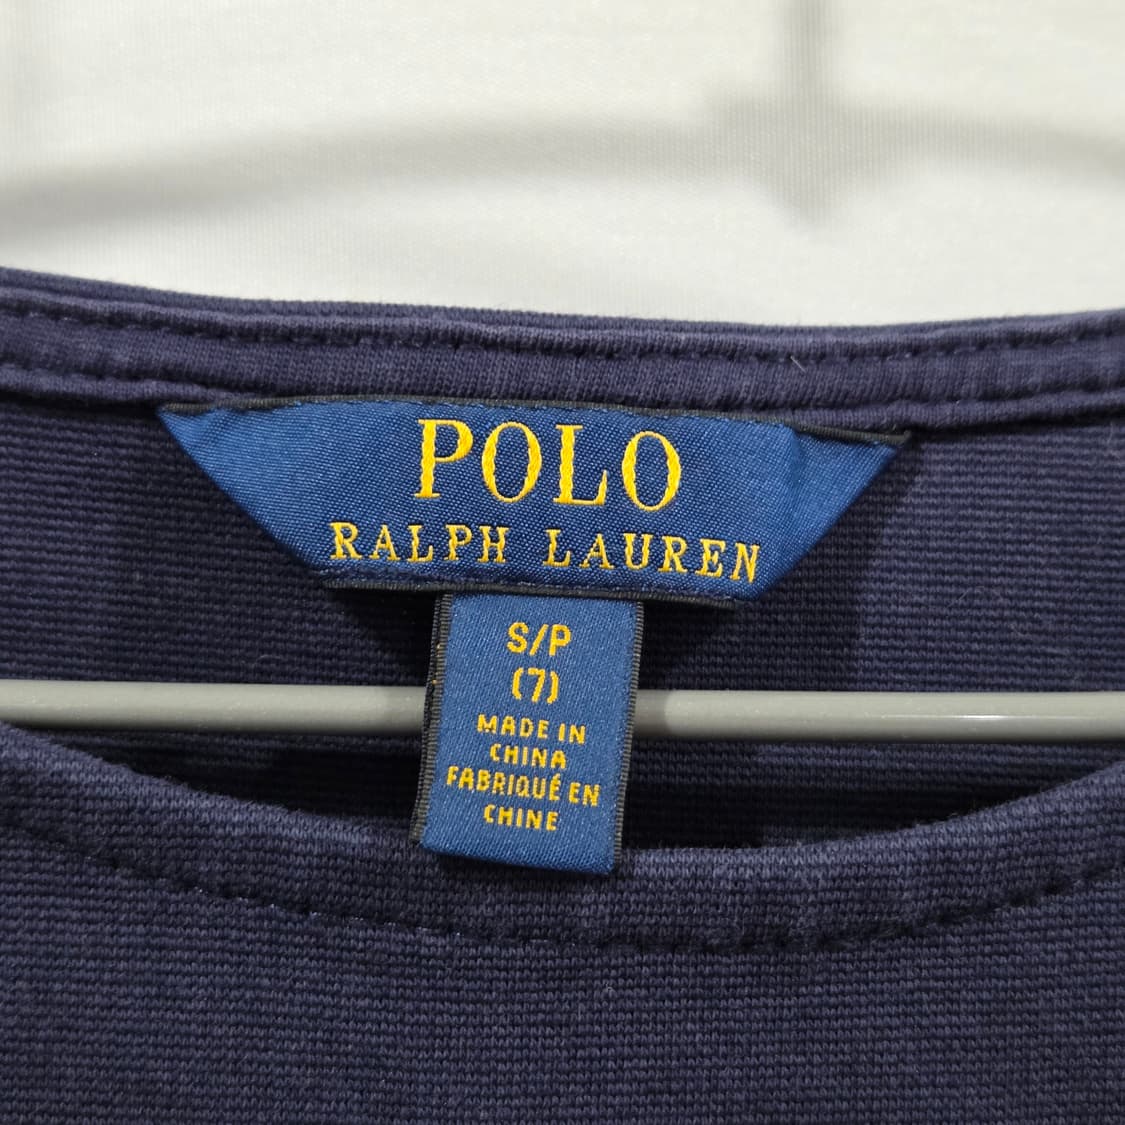 POLO
RALPH LAUREN
S/P
(7)
MADE IN
CHINA
FABRIQUÉ EN
CHINE